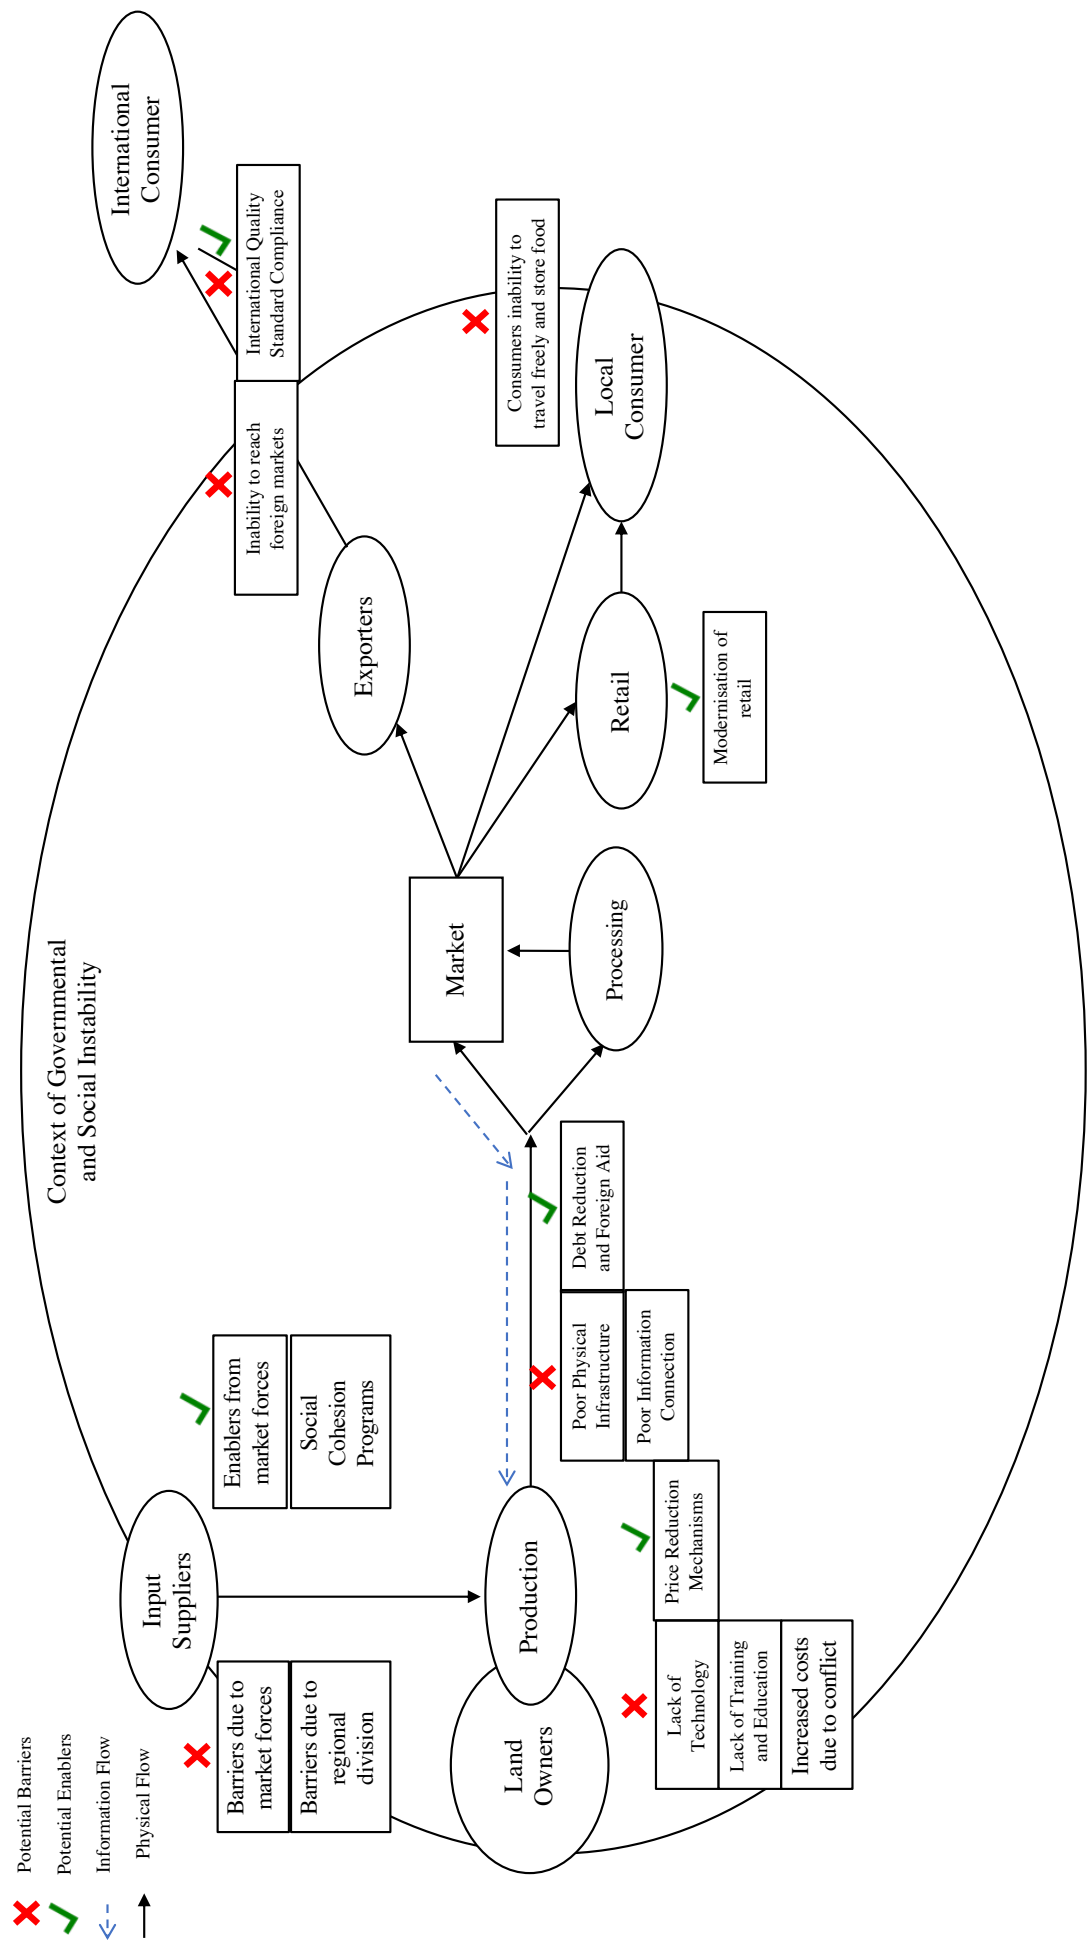 Potential Barriers
Potential Enablers
Information Flow
Physical Flow
Context of Governmental
and Social Instability
International
Consumer
International Quality
Standard Compliance
Inability to reach
foreign markets
Input
Suppliers
Enablers from
market forces
Social
Cohesion
Programs
Barriers due to
market forces
Barriers due to
regional
division
Exporters
Market
Consumers inability to
travel freely and store food
Local
Consumer
Retail
Modernisation of
retail
Processing
Land
Owners
Production
Debt Reduction
and Foreign Aid
Poor Physical
Infrastructure
Poor Information
Connection
Price Reduction
Mechanisms
Lack of
Technology
Lack of Training
and Education
Increased costs
due to conflict